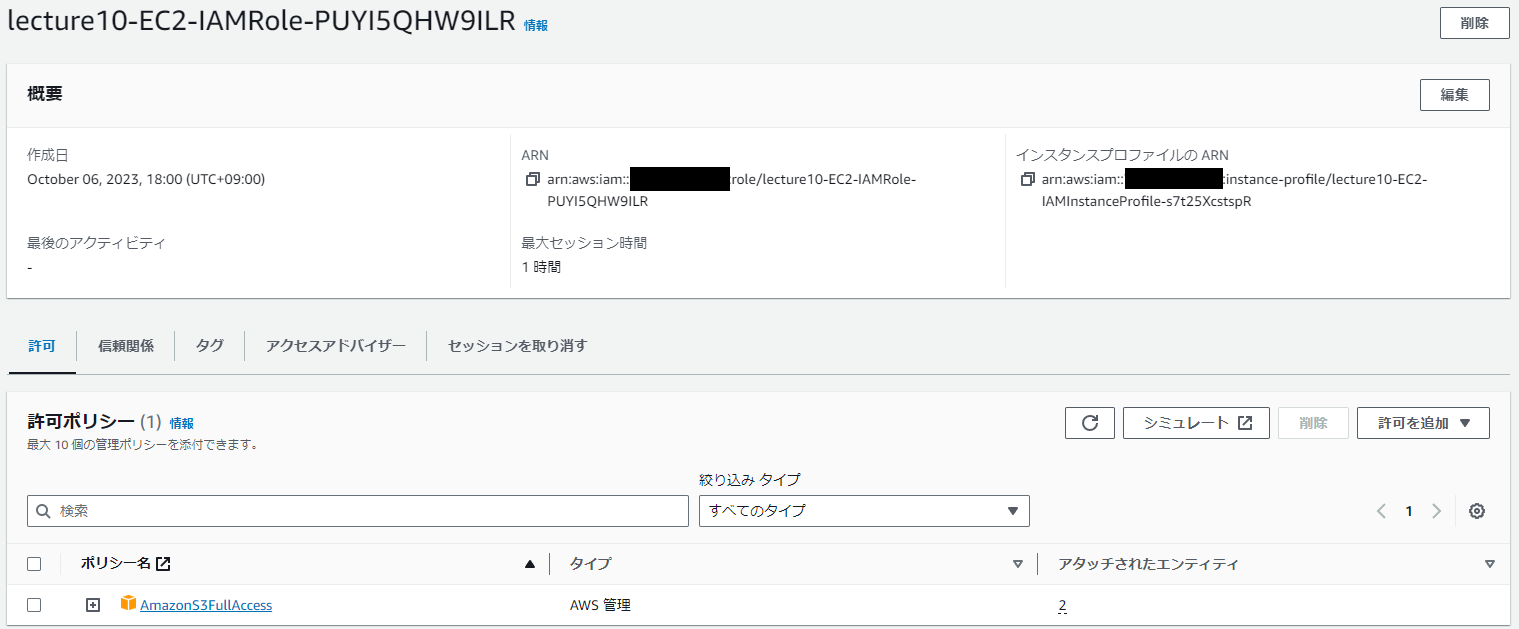 lecture10-EC2-IAMRole-PUYI5QHW9ILR 情報
削除
概要
編集
作成日
October 06, 2023, 18:00 (UTC+09:00)
ARN
arn:aws:iam:: :role/lecture10-EC2-IAMRole-
PUYI5QHW9ILR
インスタンスプロファイルの ARN
arn:aws:iam:: :instance-profile/lecture10-EC2-
IAMInstanceProfile-s7t25XcstspR
最後のアクティビティ
-
最大セッション時間
1 時間
許可
信頼関係
タグ
アクセスアドバイザー
セッションを取り消す
許可ポリシー (1) 情報
最大 10 個の管理ポリシーを添付できます。
シミュレート
削除
許可を追加
絞り込み タイプ
検索
すべてのタイプ
1
ポリシー名
タイプ
アタッチされたエンティティ
AmazonS3FullAccess
AWS 管理
2